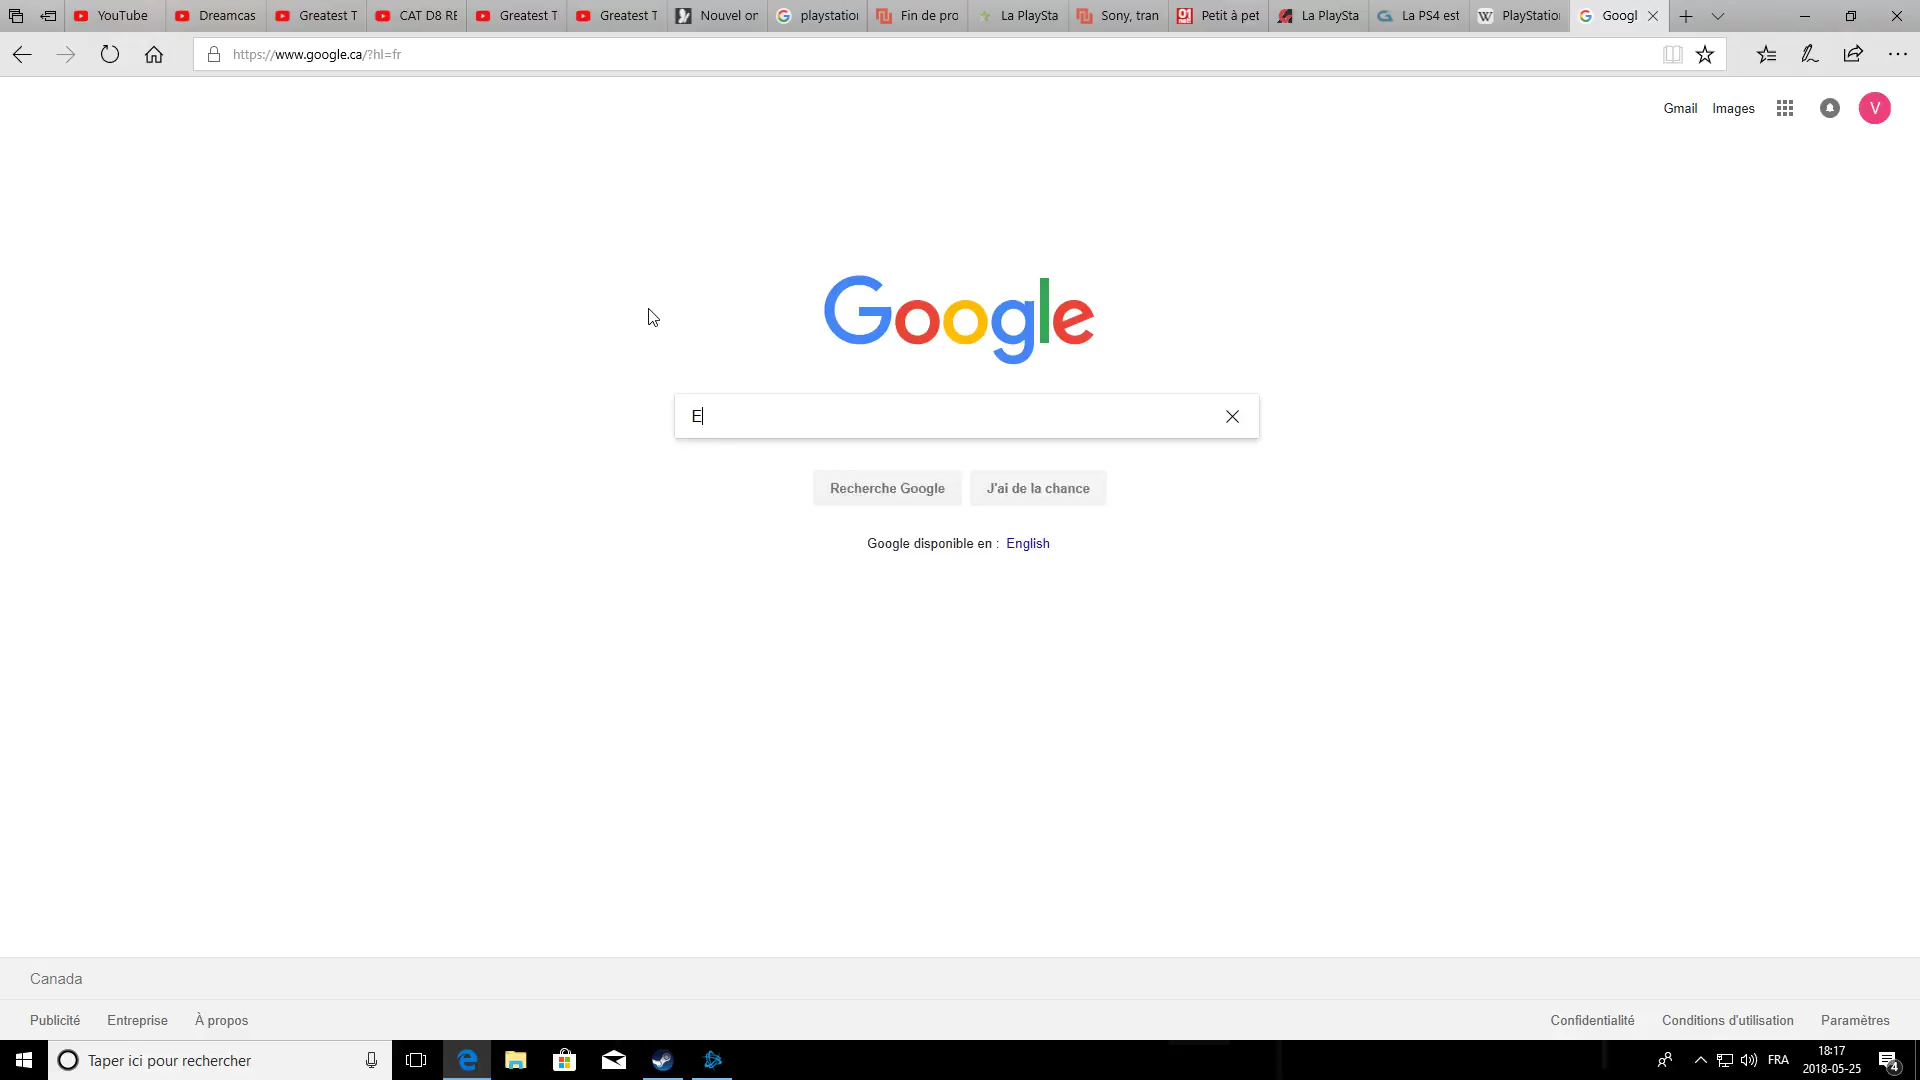 YouTube Dreamcas Greatest T CAT D8 RE Greatest T Greatest T Nouvel on playstation Fin de pro La PlaySta Sony, tran Petit à pet La PlaySta La PS4 est PlayStation Googl
https://www.google.ca/?hl=fr
Gmail Images V
Google
E
Recherche Google J'ai de la chance
Google disponible en : English
Canada
Publicité Entreprise À propos Confidentialité Conditions d'utilisation Paramètres
Taper ici pour rechercher FRA 18:17
2018-05-25 4